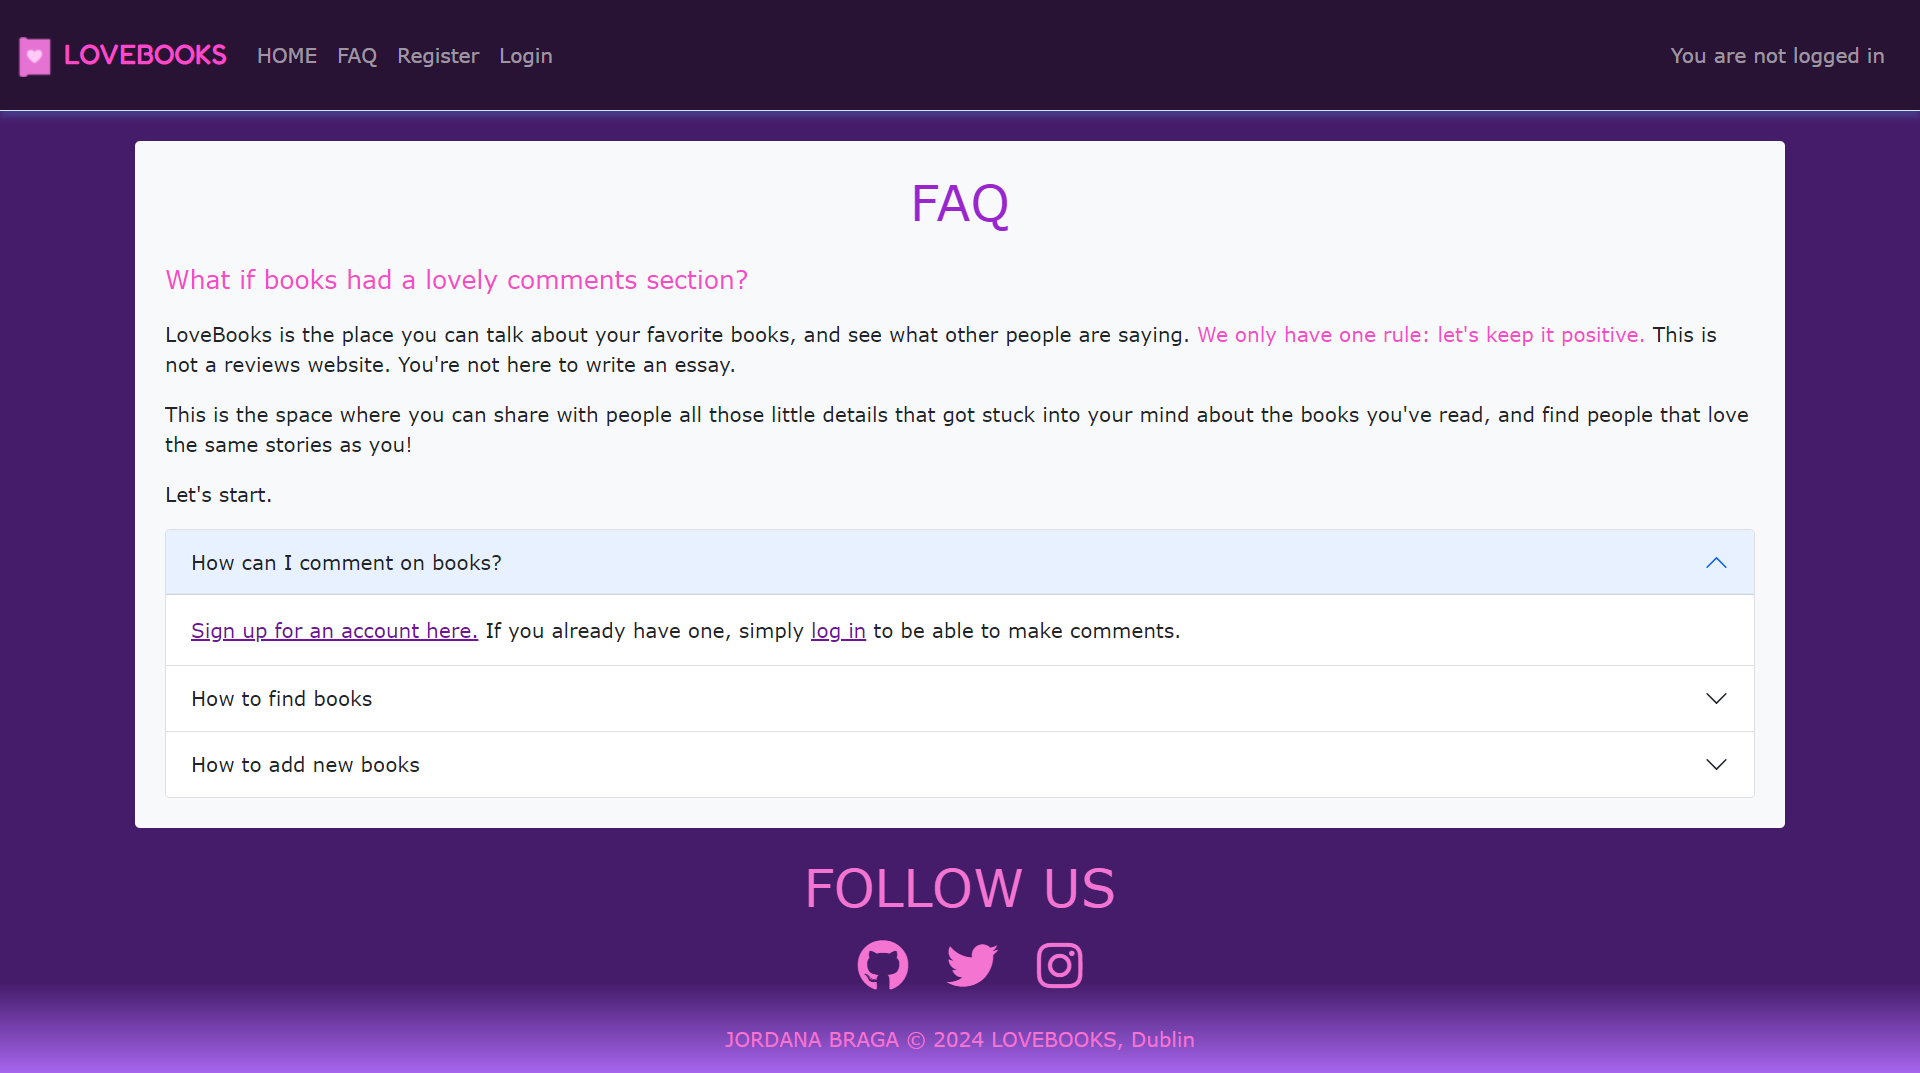 LOVEBOOKS HOME FAQ Register Login You are not logged in
FAQ
What if books had a lovely comments section?
LoveBooks is the place you can talk about your favorite books, and see what other people are saying. We only have one rule: let's keep it positive. This is
not a reviews website. You're not here to write an essay.
This is the space where you can share with people all those little details that got stuck into your mind about the books you've read, and find people that love
the same stories as you!
Let's start.
How can I comment on books?
Sign up for an account here. If you already have one, simply log in to be able to make comments.
How to find books
How to add new books
FOLLOW US
JORDANA BRAGA © 2024 LOVEBOOKS, Dublin